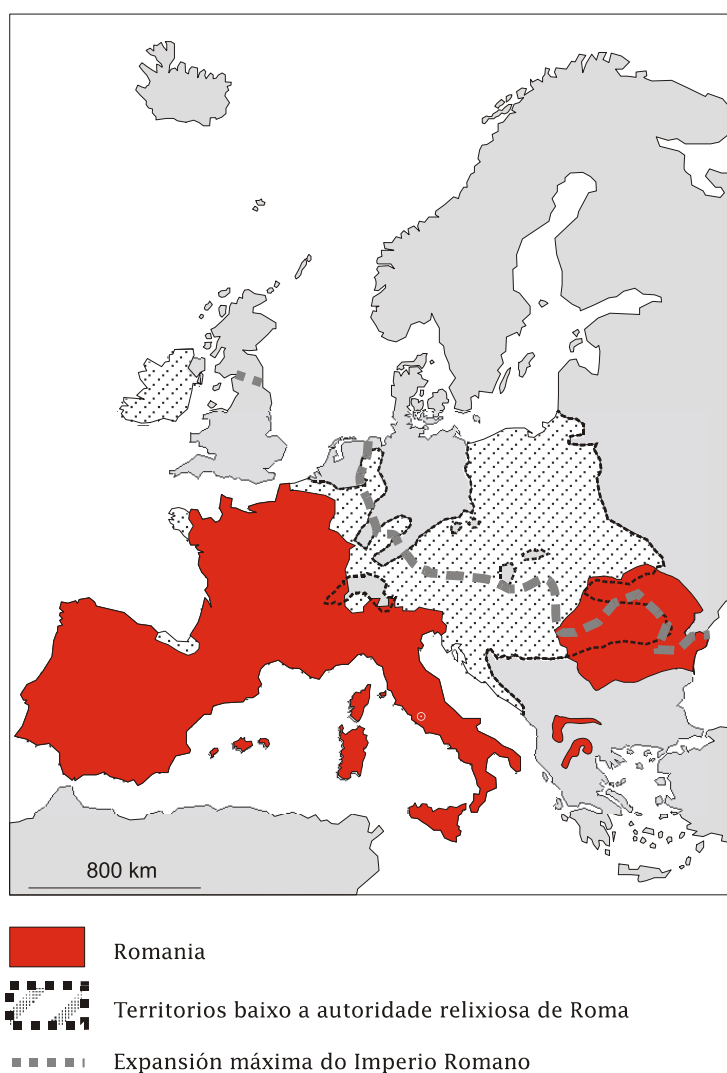 800 km
Romania
Territorios baixo a autoridade relixiosa de Roma
Expansión máxima do Imperio Romano